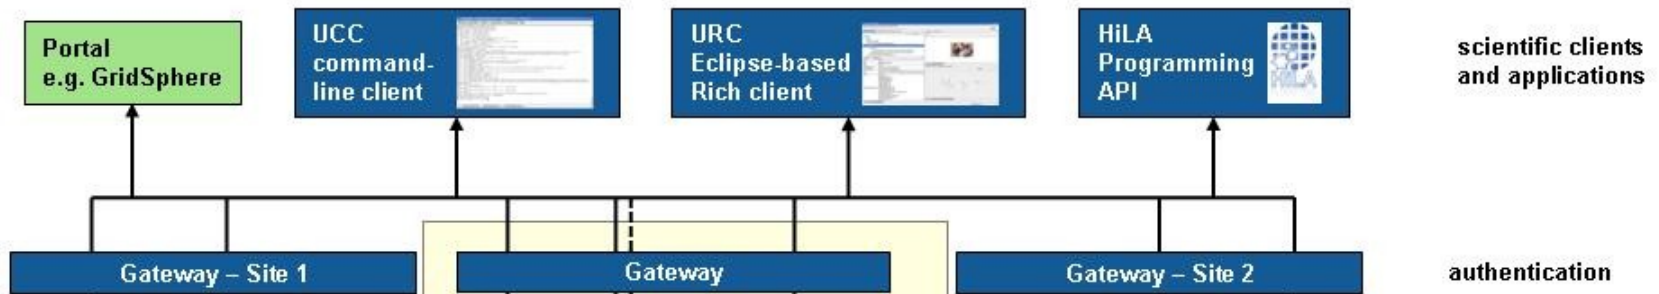 Portal
e.g. GridSphere
UCC
command-
line client
URC
Eclipse-based
Rich client
HiLA
Programming
API
HiLA
scientific clients
and applications
Gateway – Site 1
Gateway
Gateway – Site 2
authentication